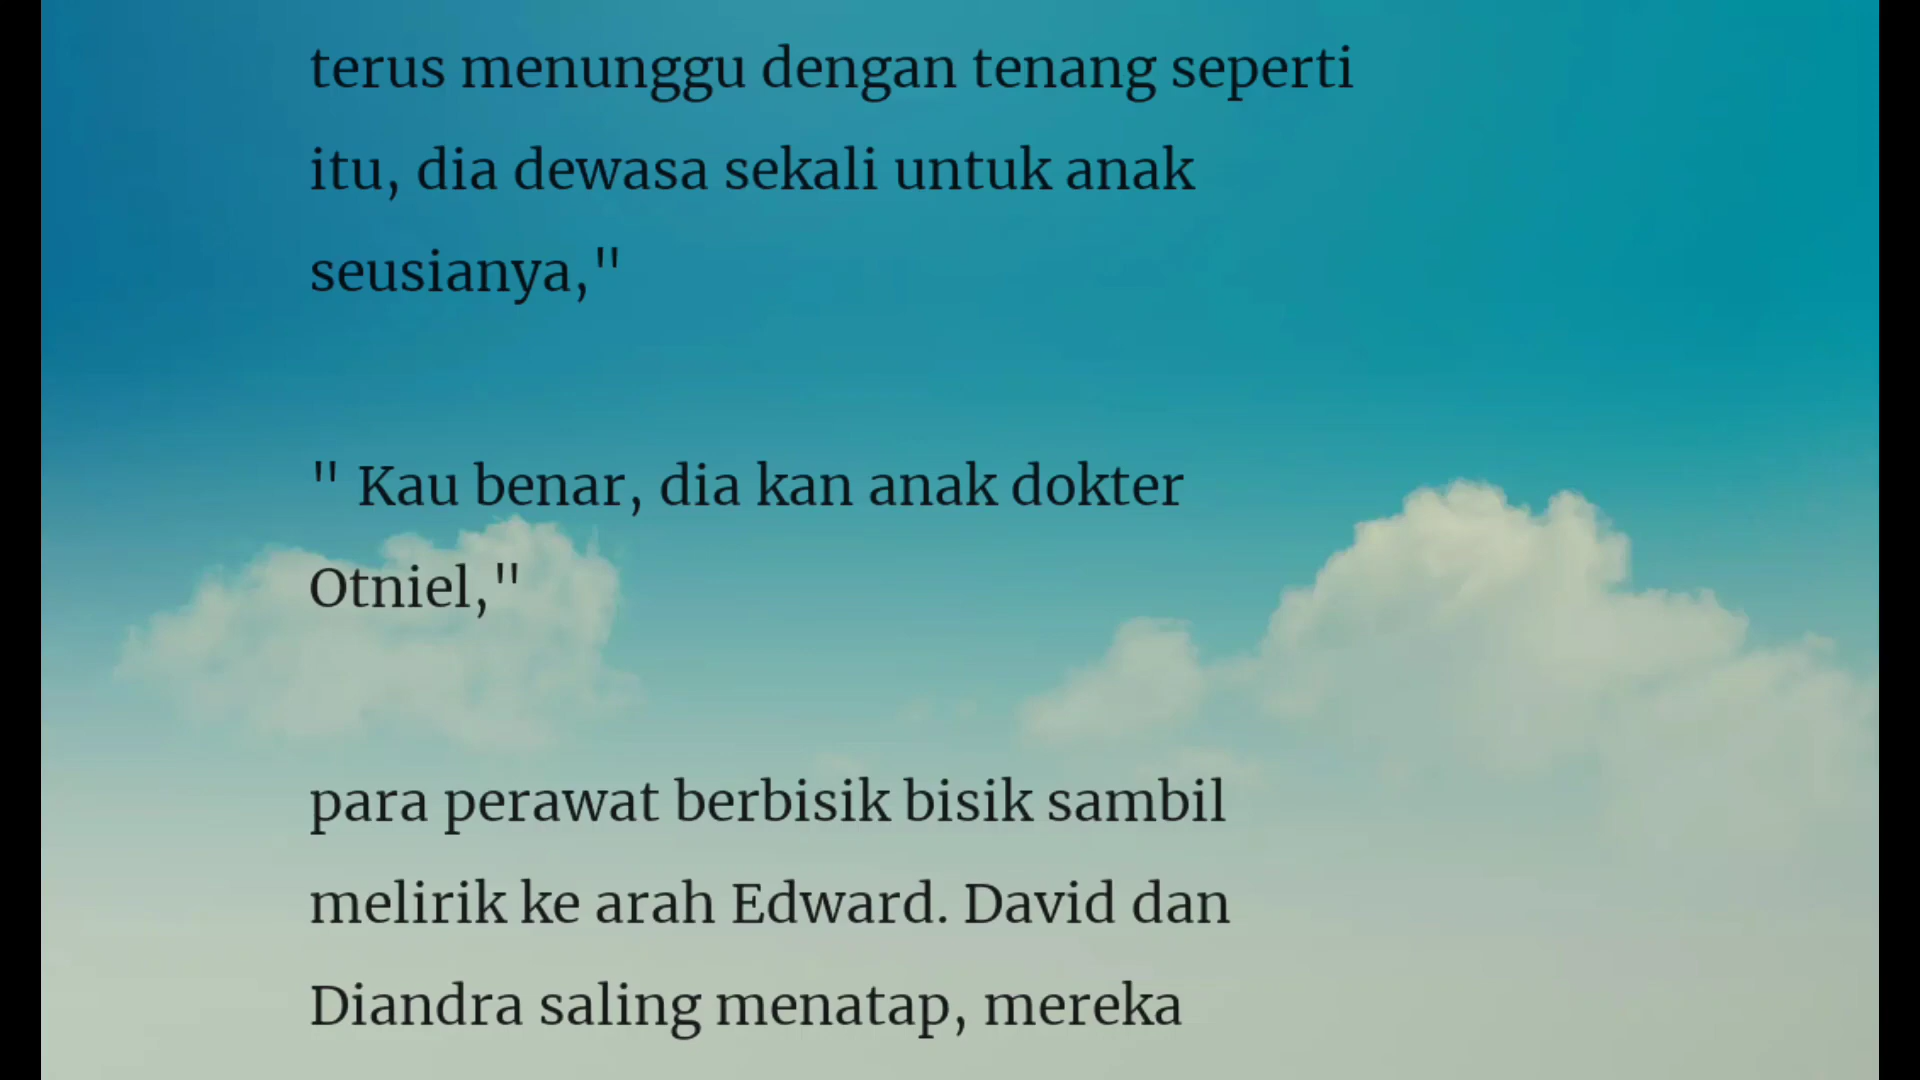 terus menunggu dengan tenang seperti
itu, dia dewasa sekali untuk anak
seusianya,"
" Kau benar, dia kan anak dokter
Otniel,"
para perawat berbisik bisik sambil
melirik ke arah Edward. David dan
Diandra saling menatap, mereka